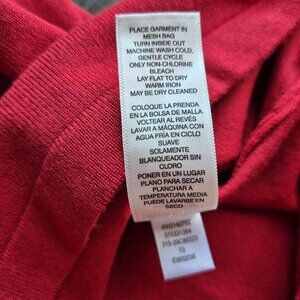 PLACE GARMENT IN
MESH BAG
TURN INSIDE OUT
MACHINE WASH COLD,
GENTLE CYCLE
ONLY NON-CHLORINE
BLEACH
LAY FLAT TO DRY
WARM IRON
MAY BE DRY CLEANED
COLOQUE LA PRENDA
EN LA BOLSA DE MALLA
VOLTEAR AL REVÉS
LAVAR A MÁQUINA CON
AGUA FRÍA EN CICLO
SUAVE
SOLAMENTE
BLANQUEADOR SIN
CLORO
PONER EN UN LUGAR
PLANO PARA SECAR
PLANCHAR A
TEMPERATURA MEDIA
PUEDE LAVARSE EN
SECO
73